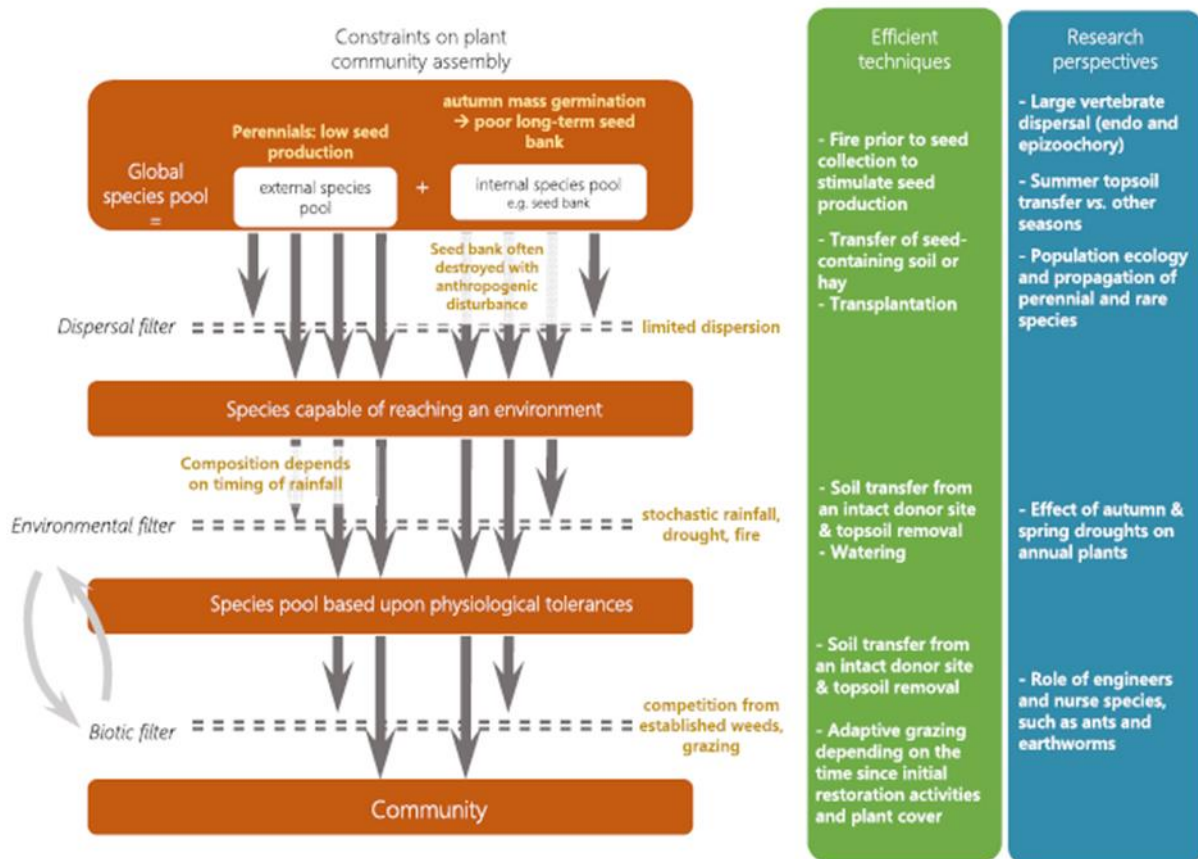 Constraints on plant
community assembly
Global
species pool
=
Perennials: low seed
production
external species
pool
+
autumn mass germination
→ poor long-term seed
bank
internal species pool
e.g. seed bank
Seed bank often
destroyed with
anthropogenic
disturbance
Dispersal filter
limited dispersion
Species capable of reaching an environment
Composition depends
on timing of rainfall
Environmental filter
stochastic rainfall,
drought, fire
Species pool based upon physiological tolerances
Biotic filter
competition from
established weeds,
grazing
Community
Efficient
techniques
- Fire prior to seed
collection to
stimulate seed
production
- Transfer of seed-
containing soil or
hay
- Transplantation
- Soil transfer from
an intact donor site
& topsoil removal
- Watering
- Soil transfer from
an intact donor site
& topsoil removal
- Adaptive grazing
depending on the
time since initial
restoration activities
and plant cover
Research
perspectives
- Large vertebrate
dispersal (endo and
epizoochory)
- Summer topsoil
transfer vs. other
seasons
- Population ecology
and propagation of
perennial and rare
species
- Effect of autumn &
spring droughts on
annual plants
- Role of engineers
and nurse species,
such as ants and
earthworms